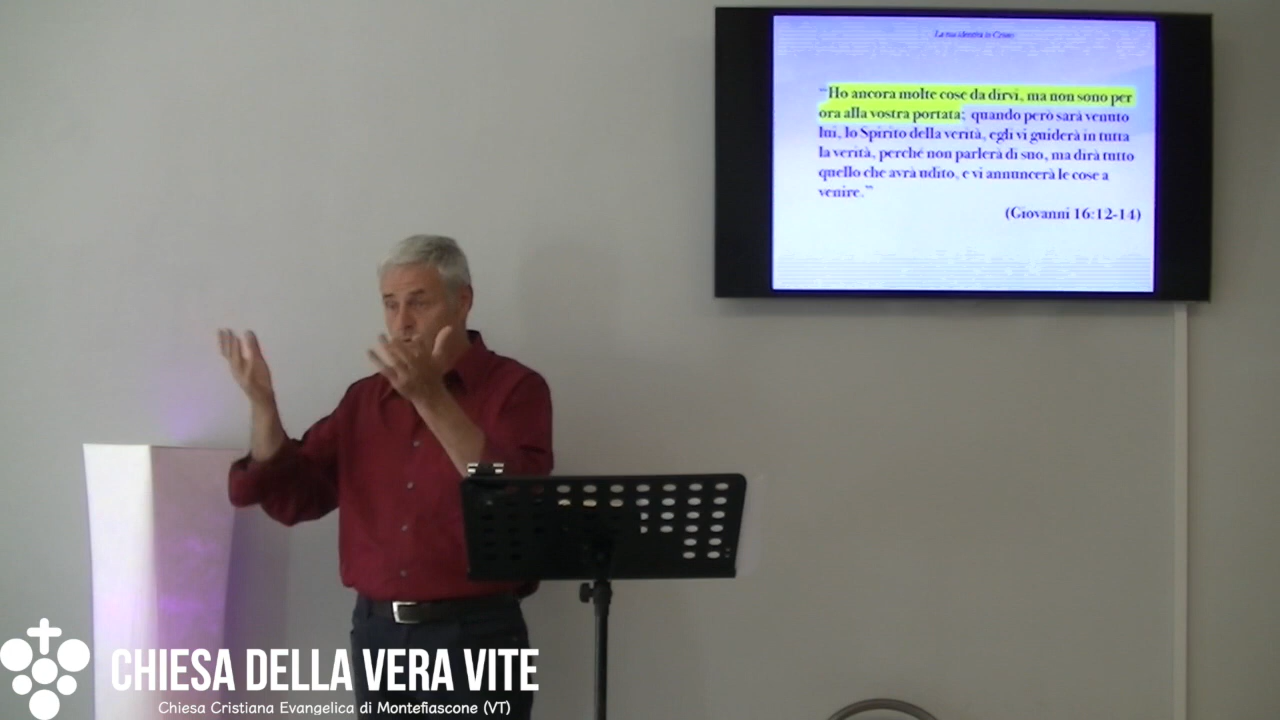 La tua identità in Cristo
“Ho ancora molte cose da dirvi, ma non sono per
ora alla vostra portata; quando però sarà venuto
lui, lo Spirito della verità, egli vi guiderà in tutta
la verità, perché non parlerà di suo, ma dirà tutto
quello che avrà udito, e vi annuncerà le cose a
venire.”
(Giovanni 16:12-14)
CHIESA DELLA VERA VITE
Chiesa Cristiana Evangelica di Montefiascone (VT)